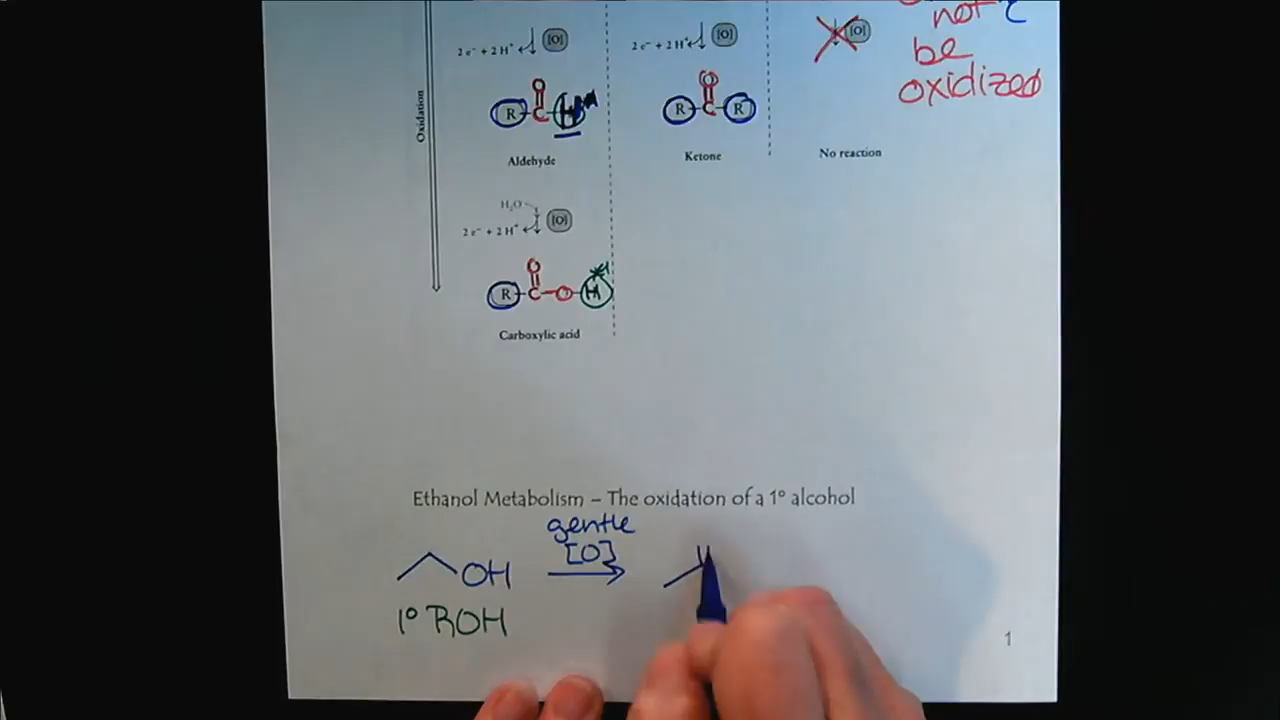 not
be
oxidized
2 e⁻ + 2 H⁺ [O]
2 e⁻ + 2 H⁺ [O]
[O]
Oxidation
O
R C H
O
R C R
Aldehyde
Ketone
No reaction
H₂O
2 e⁻ + 2 H⁺ [O]
O
R C O H
Carboxylic acid
Ethanol Metabolism – The oxidation of a 1° alcohol
gentle
[O]
OH
1° ROH
1